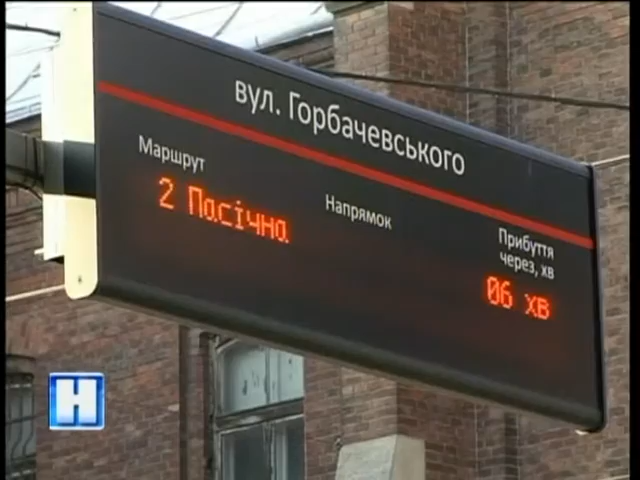 вул. Горбачевського
Маршрут Напрямок Прибуття через, хв
2 Пасічна 06 хв
Н